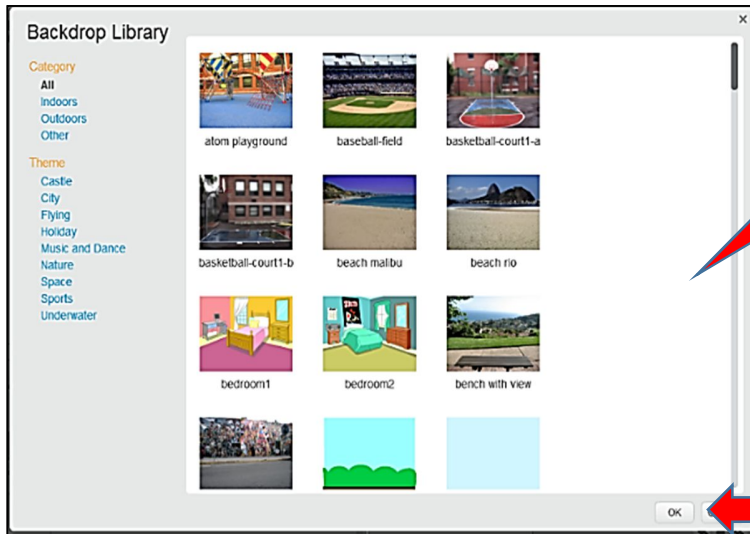 Backdrop Library
×
Category
All
Indoors
Outdoors
Other
Theme
Castle
City
Flying
Holiday
Music and Dance
Nature
Space
Sports
Underwater
atom playground
baseball-field
basketball-court1-a
basketball-court1-b
beach malibu
beach rio
bedroom1
bedroom2
bench with view
OK